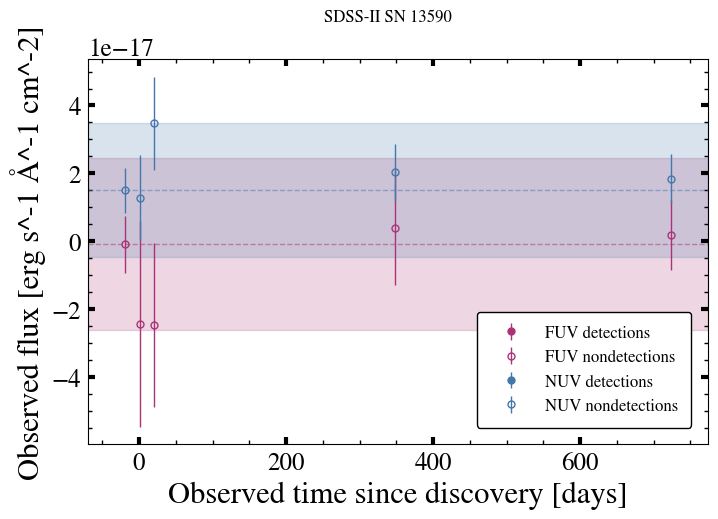 SDSS-II SN 13590
1e−17
Observed flux [erg s^-1 Å^-1 cm^-2]
4
2
0
−2
−4
FUV detections
FUV nondetections
NUV detections
NUV nondetections
0 200 400 600
Observed time since discovery [days]